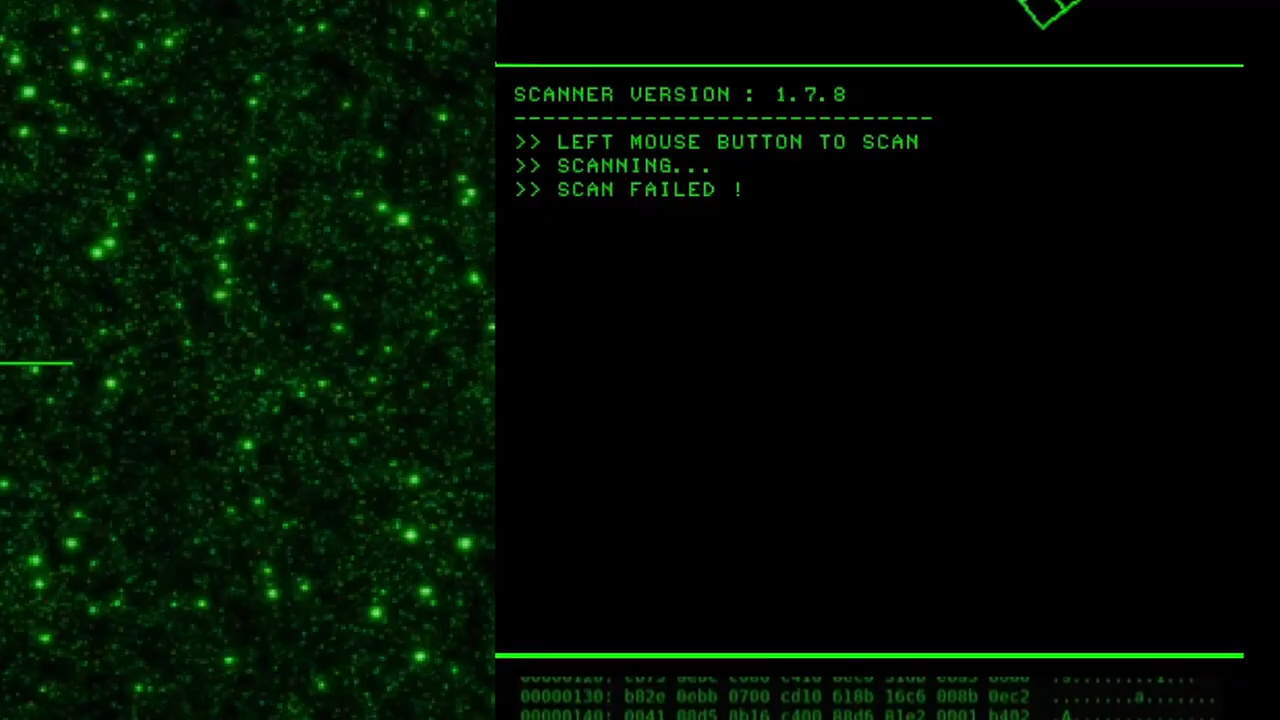 SCANNER VERSION : 1.7.8
-----------------------------
>> LEFT MOUSE BUTTON TO SCAN
>> SCANNING...
>> SCAN FAILED !
00000130: b82e 0ebb 0700 cd10 618b 16c6 008b 0ec2 ........a.......